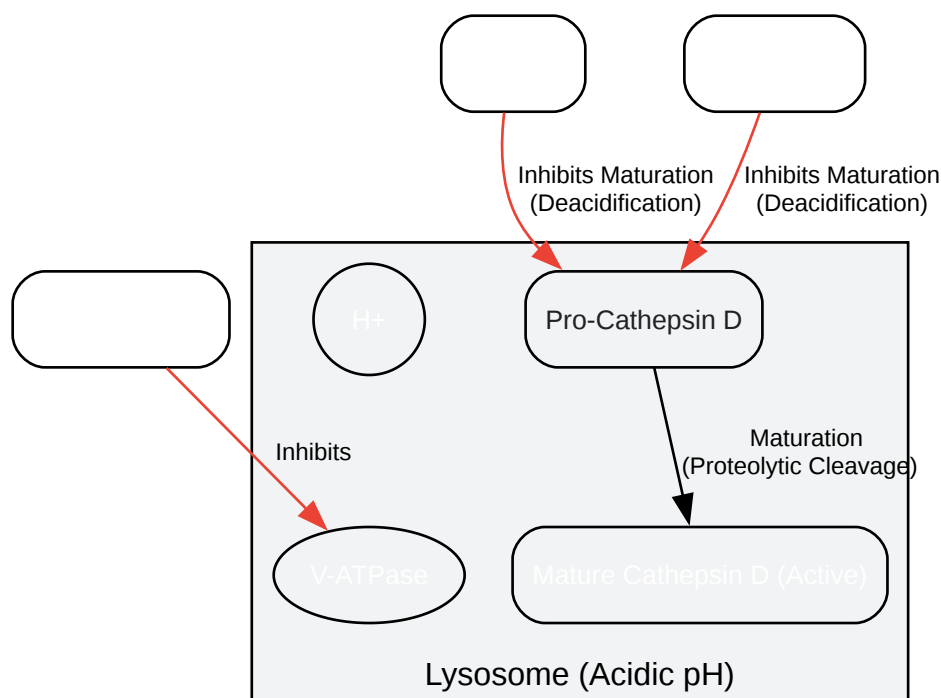 Inhibits Maturation
(Deacidification)
Inhibits Maturation
(Deacidification)
H+
Pro-Cathepsin D
Inhibits
Maturation
(Proteolytic Cleavage)
V-ATPase
Mature Cathepsin D (Active)
Lysosome (Acidic pH)